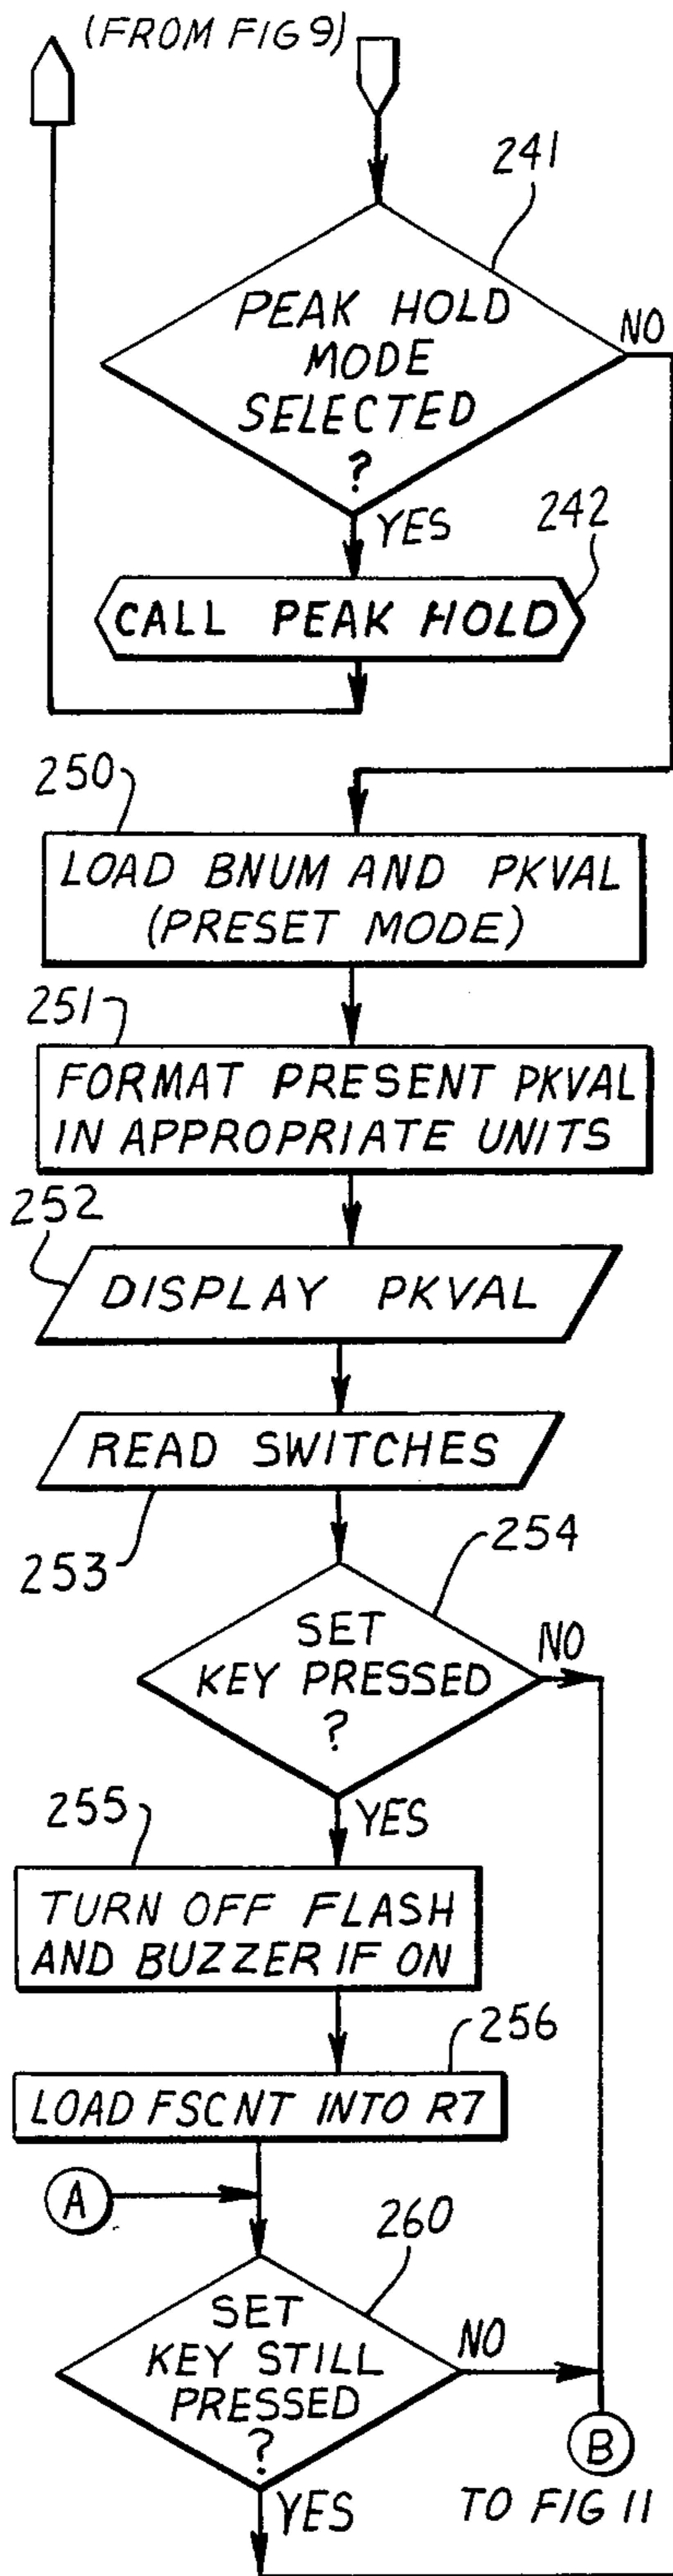 (FROM FIG 9)
241
PEAK HOLD
MODE
SELECTED
?
NO
YES
242
CALL PEAK HOLD
250
LOAD BNUM AND PKVAL
(PRESET MODE)
251
FORMAT PRESENT PKVAL
IN APPROPRIATE UNITS
252
DISPLAY PKVAL
READ SWITCHES
253
254
SET
KEY PRESSED
?
NO
YES
255
TURN OFF FLASH
AND BUZZER IF ON
256
LOAD FSCNT INTO R7
A
260
SET
KEY STILL
PRESSED
?
NO
YES
B
TO FIG 11